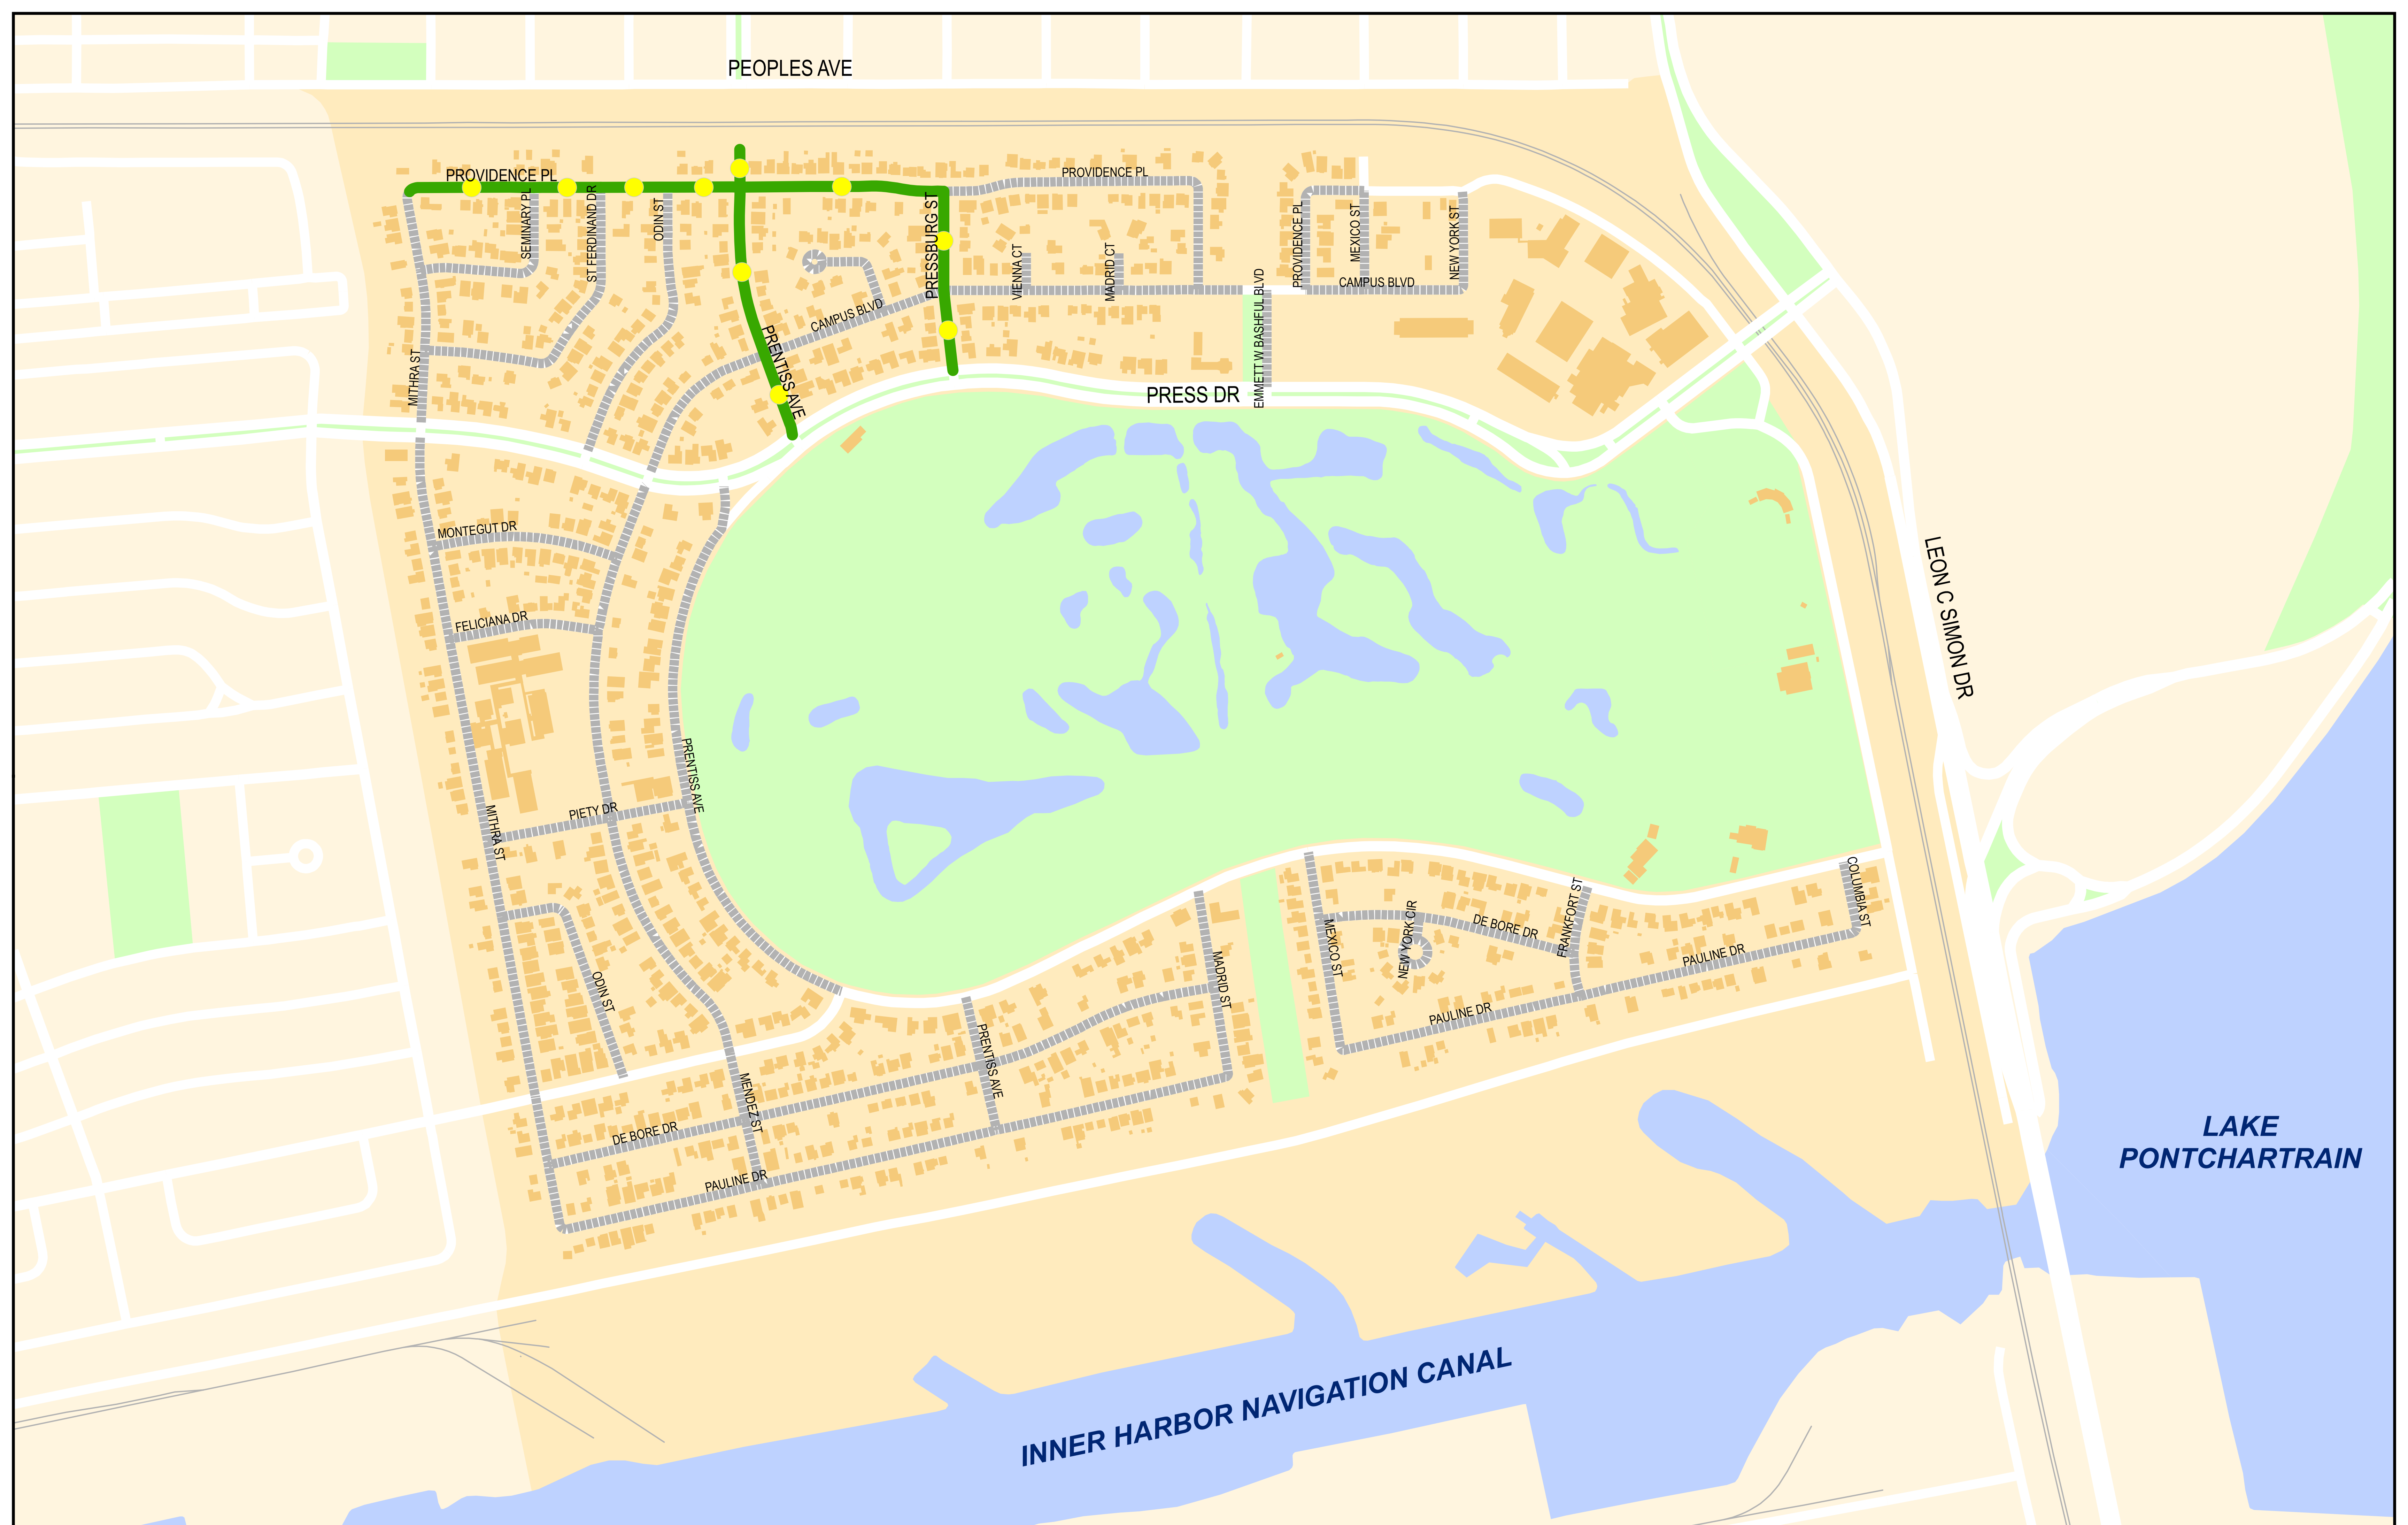 PEOPLES AVE
PROVIDENCE PL
PROVIDENCE PL
SEMINARY PL
ST FERDINAND DR
ODIN ST
PRESSBURG ST
VIENNA CT
MADRID CT
PROVIDENCE PL
MEXICO ST
NEW YORK ST
CAMPUS BLVD
CAMPUS BLVD
EMMETT W BASHFUL BLVD
PRENTISS AVE
MITHRA ST
PRESS DR
MONTEGUT DR
FELICIANA DR
LEON C SIMON DR
PRENTISS AVE
PIETY DR
MITHRA ST
COLUMBIA ST
FRANKFORT ST
NEW YORK CIR
DE BORE DR
MEXICO ST
PAULINE DR
MADRID ST
ODIN ST
PAULINE DR
PRENTISS AVE
MENDEZ ST
DE BORE DR
PAULINE DR
LAKE
PONTCHARTRAIN
INNER HARBOR NAVIGATION CANAL